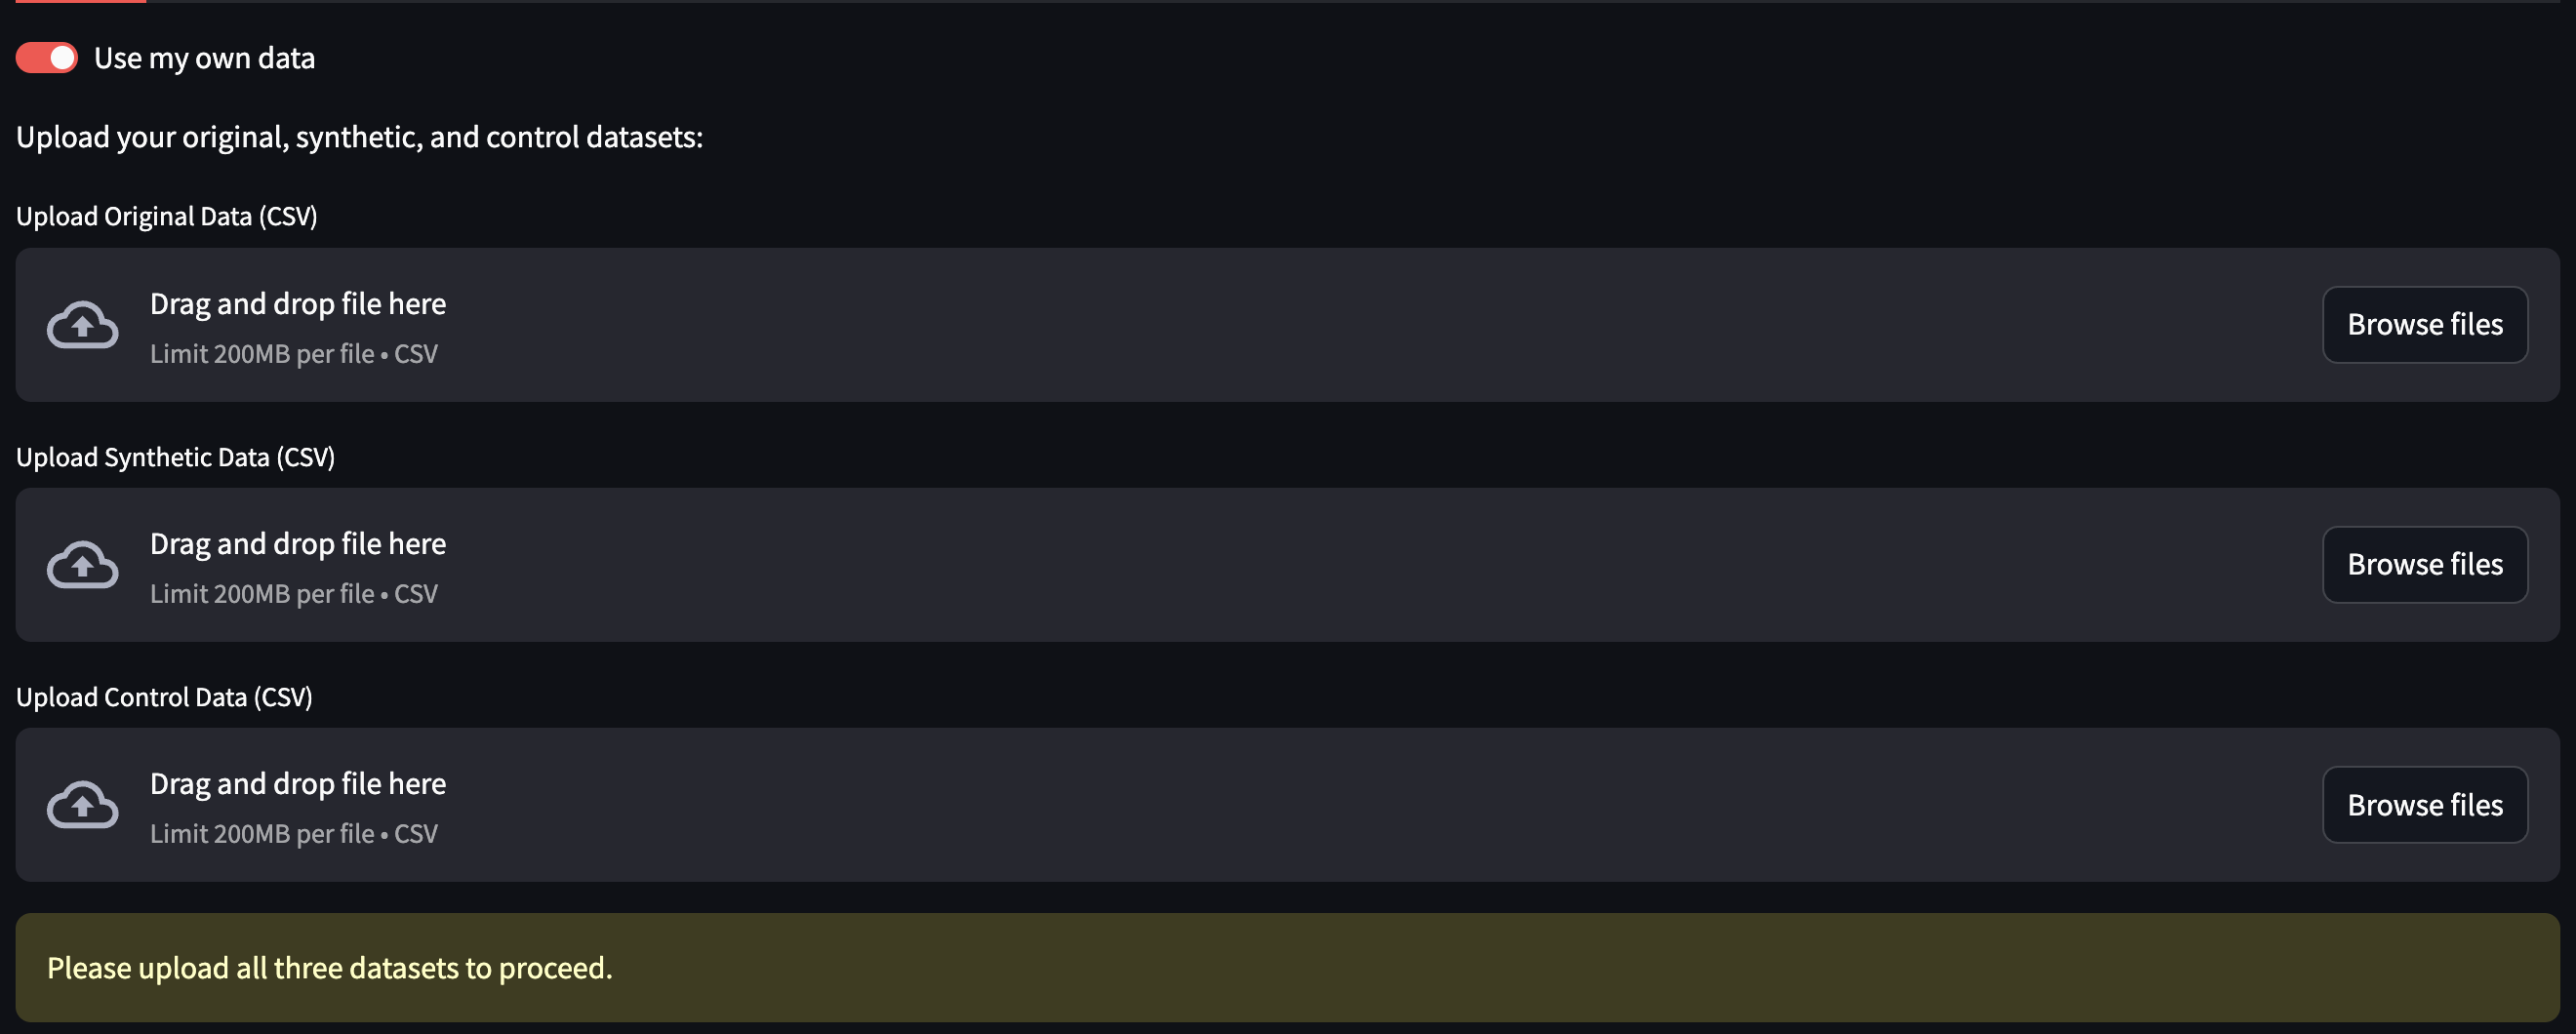 Use my own data
Upload your original, synthetic, and control datasets:
Upload Original Data (CSV)
Drag and drop file here
Limit 200MB per file • CSV
Browse files
Upload Synthetic Data (CSV)
Drag and drop file here
Limit 200MB per file • CSV
Browse files
Upload Control Data (CSV)
Drag and drop file here
Limit 200MB per file • CSV
Browse files
Please upload all three datasets to proceed.